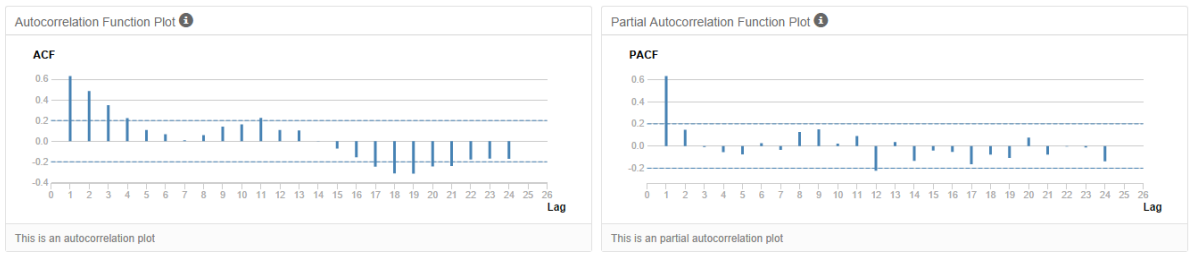 Autocorrelation Function Plot
ACF
0.6
0.4
0.2
0.0
-0.2
-0.4
0 1 2 3 4 5 6 7 8 9 10 11 12 13 14 15 16 17 18 19 20 21 22 23 24 25 26
Lag
This is an autocorrelation plot
Partial Autocorrelation Function Plot
PACF
0.6
0.4
0.2
0.0
-0.2
0 1 2 3 4 5 6 7 8 9 10 11 12 13 14 15 16 17 18 19 20 21 22 23 24 25 26
Lag
This is an partial autocorrelation plot